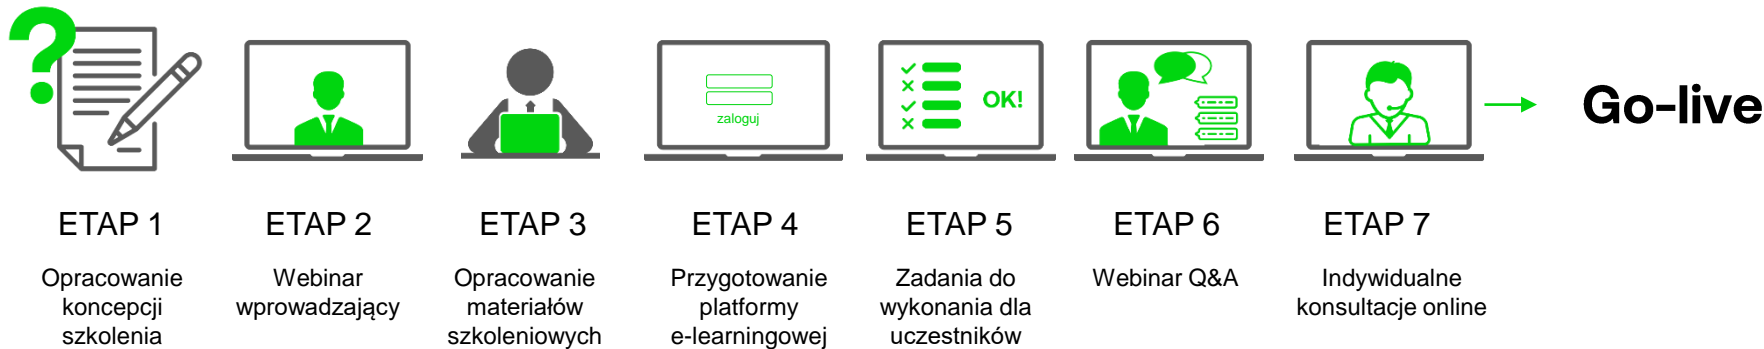 ?
zaloguj
OK!
Go-live
ETAP 1
Opracowanie
koncepcji
szkolenia
ETAP 2
Webinar
wprowadzający
ETAP 3
Opracowanie
materiałów
szkoleniowych
ETAP 4
Przygotowanie
platformy
e-learningowej
ETAP 5
Zadania do
wykonania dla
uczestników
ETAP 6
Webinar Q&A
ETAP 7
Indywidualne
konsultacje online